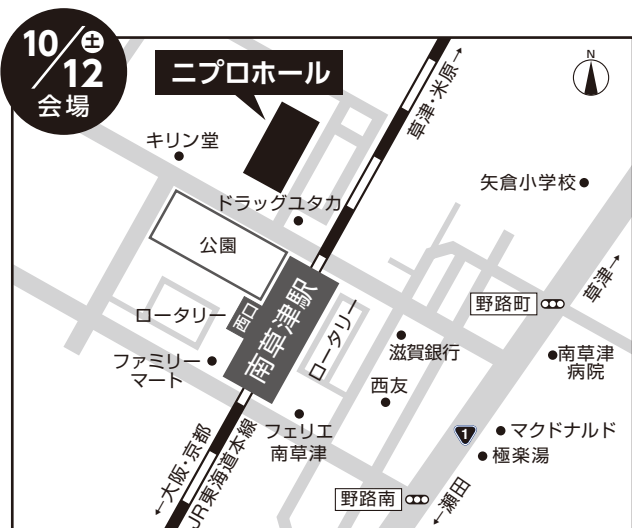 10/12
土
会場
ニプロホール
N
草津・米原→
キリン堂
矢倉小学校
ドラッグユタカ
公園
草津→
野路町
ロータリー
西口
南草津駅
ロータリー
滋賀銀行
南草津
病院
ファミリー
マート
西友
フェリエ
南草津
1
マクドナルド
極楽湯
←大阪・京都
JR東海道本線
野路南
←瀬田